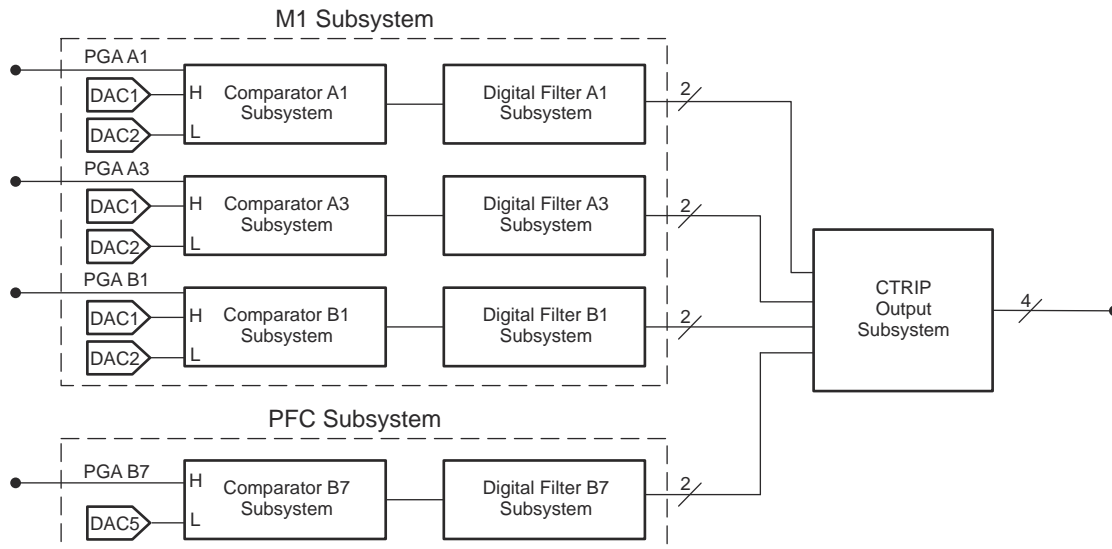 M1 Subsystem
PGA A1
DAC1
H
DAC2
L
Comparator A1
Subsystem
Digital Filter A1
Subsystem
2
PGA A3
DAC1
H
DAC2
L
Comparator A3
Subsystem
Digital Filter A3
Subsystem
2
PGA B1
DAC1
H
DAC2
L
Comparator B1
Subsystem
Digital Filter B1
Subsystem
2
CTRIP
Output
Subsystem
4
PFC Subsystem
PGA B7
H
DAC5
L
Comparator B7
Subsystem
Digital Filter B7
Subsystem
2